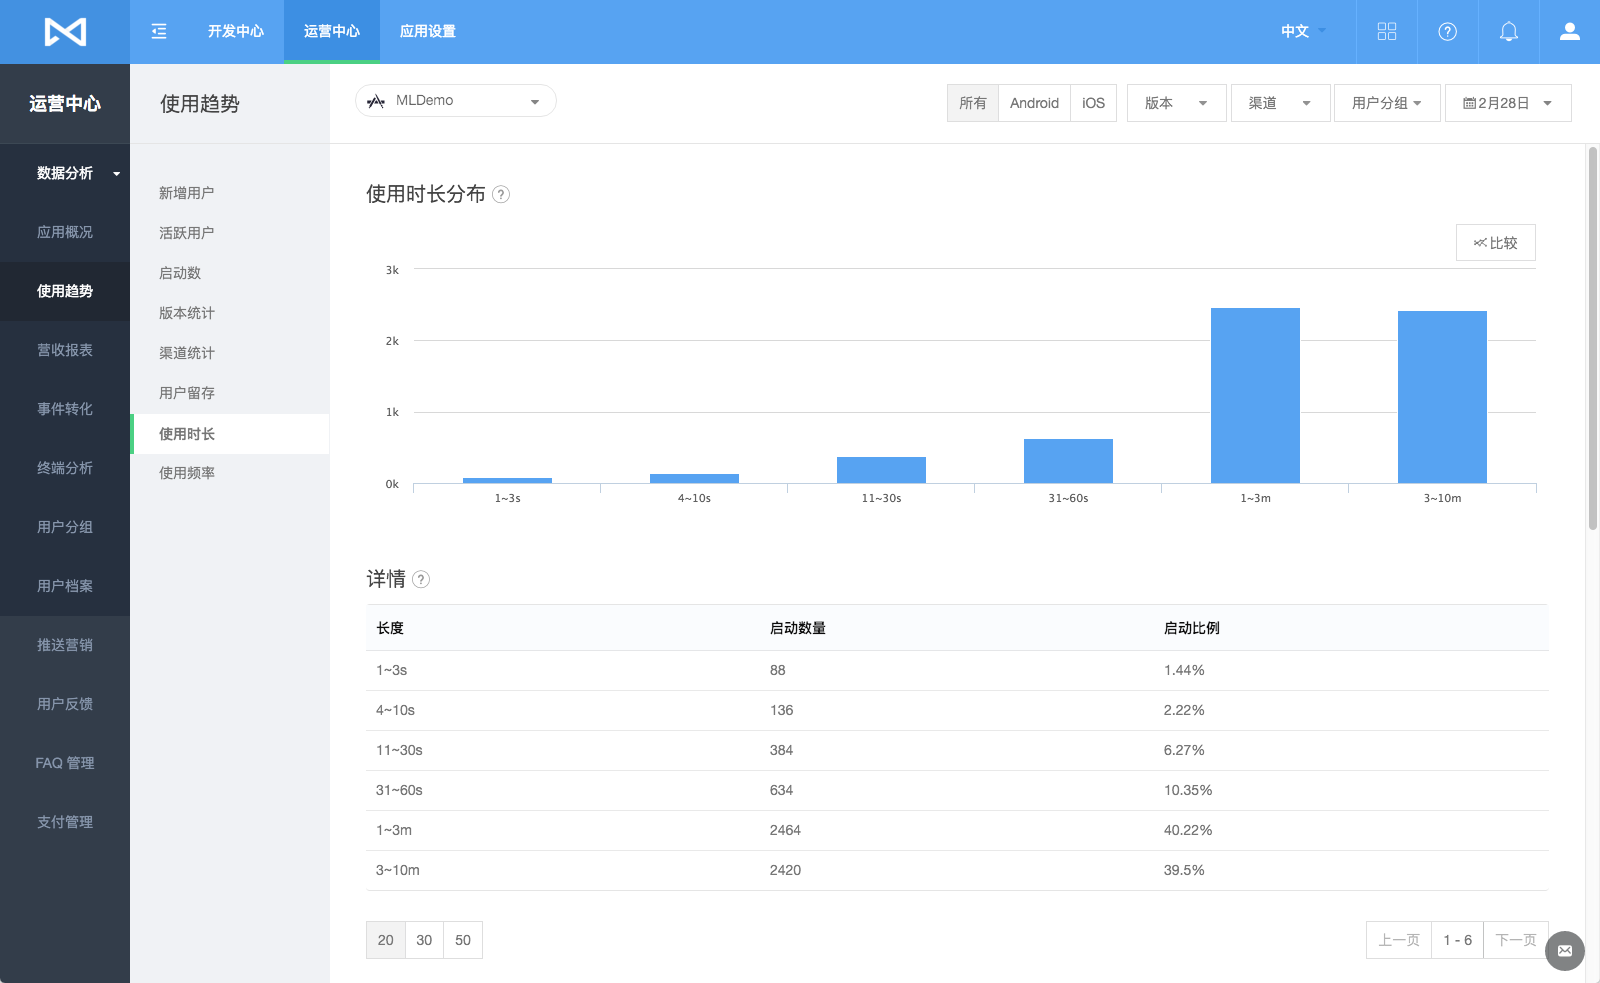 开发中心 运营中心 应用设置 中文
运营中心
使用趋势
MLDemo
所有 Android iOS 版本 渠道 用户分组 2月28日
数据分析
应用概况
使用趋势
营收报表
事件转化
终端分析
用户分组
用户档案
推送营销
用户反馈
FAQ 管理
支付管理
新增用户
活跃用户
启动数
版本统计
渠道统计
用户留存
使用时长
使用频率
使用时长分布 ?
比较
3k
2k
1k
0k
1~3s 4~10s 11~30s 31~60s 1~3m 3~10m
详情 ?
长度 启动数量 启动比例
1~3s 88 1.44%
4~10s 136 2.22%
11~30s 384 6.27%
31~60s 634 10.35%
1~3m 2464 40.22%
3~10m 2420 39.5%
20 30 50 上一页 1 - 6 下一页